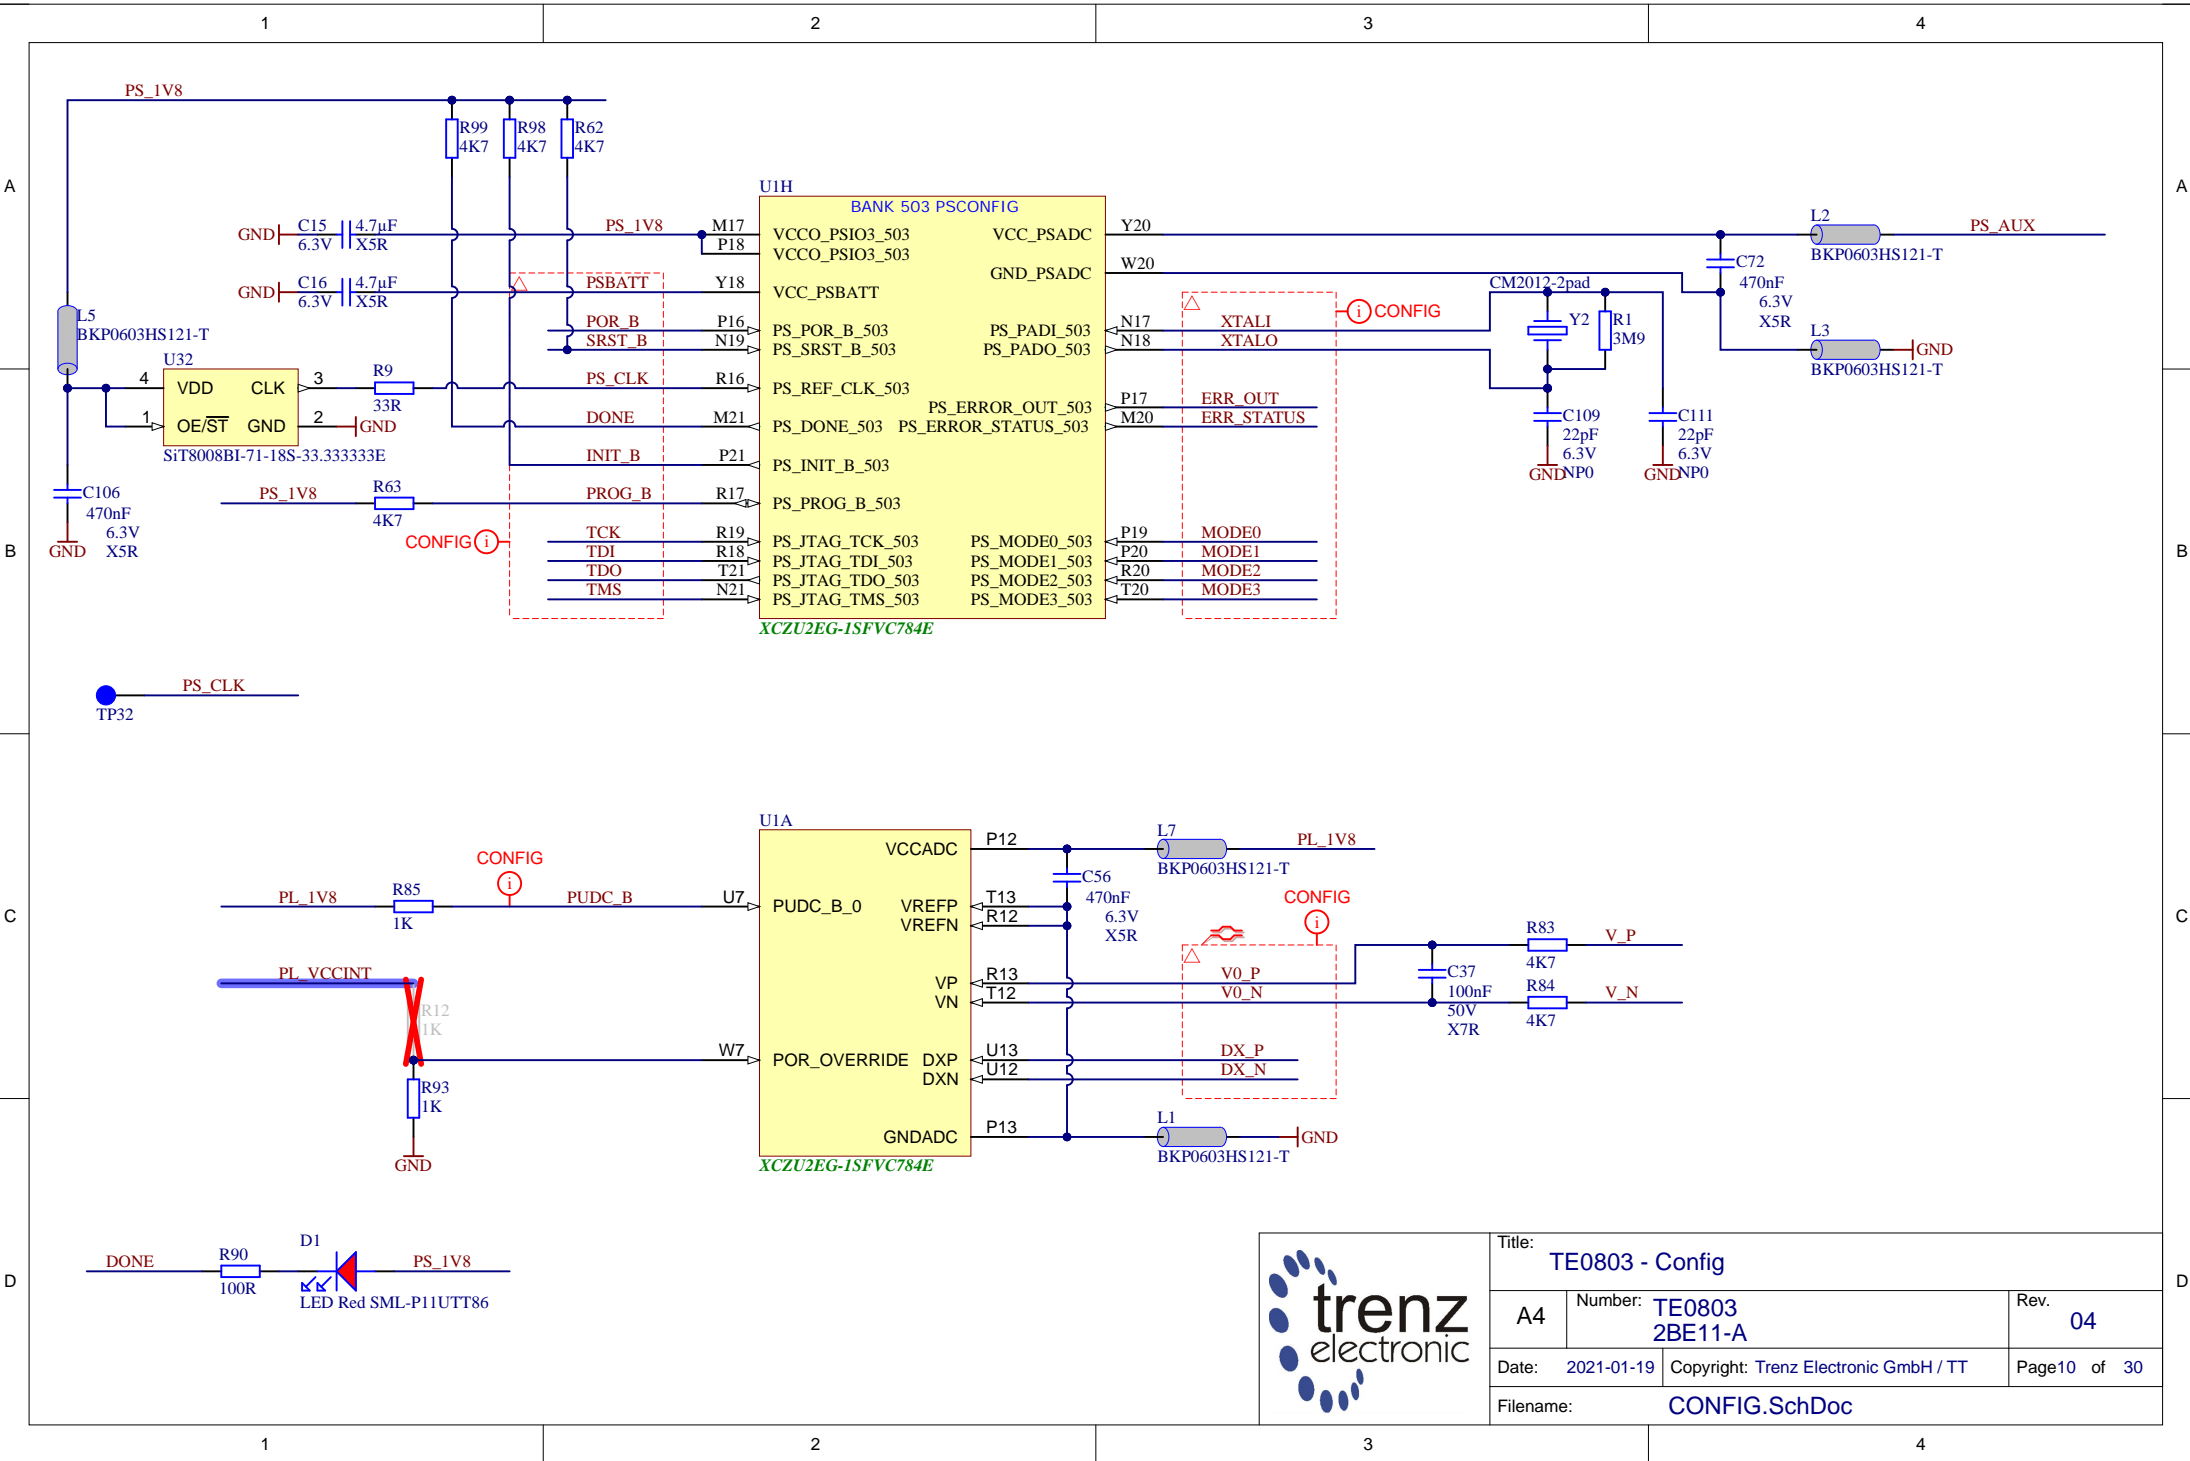 1 2 3 4
PS_1V8
R99 R98 R62
4K7 4K7 4K7
A A
U1H
BANK 503 PSCONFIG
GND C15 4.7µF PS_1V8 M17 VCCO_PSIO3_503 VCC_PSADC Y20 L2 PS_AUX
6.3V X5R P18 VCCO_PSIO3_503 BKP0603HS121-T
GND_PSADC W20 C72
470nF
6.3V
X5R
GND C16 4.7µF PSBATT Y18 VCC_PSBATT CM2012-2pad
6.3V X5R
L5
BKP0603HS121-T
CONFIG
POR_B P16 PS_POR_B_503 PS_PADI_503 N17 XTALI Y2 R1
3M9
SRST_B N19 PS_SRST_B_503 PS_PADO_503 N18 XTALO L3 GND
BKP0603HS121-T
U32
4 VDD CLK 3 R9 PS_CLK R16 PS_REF_CLK_503
33R
1 OE/ST GND 2 GND
SiT8008BI-71-18S-33.333333E
PS_ERROR_OUT_503 P17 ERR_OUT
DONE M21 PS_DONE_503 PS_ERROR_STATUS_503 M20 ERR_STATUS
C109
22pF
6.3V
GND NP0
C111
22pF
6.3V
GND NP0
INIT_B P21 PS_INIT_B_503
C106
470nF
6.3V
GND X5R
PS_1V8 R63 PROG_B R17 PS_PROG_B_503
4K7
CONFIG
B B
TCK R19 PS_JTAG_TCK_503 PS_MODE0_503 P19 MODE0
TDI R18 PS_JTAG_TDI_503 PS_MODE1_503 P20 MODE1
TDO T21 PS_JTAG_TDO_503 PS_MODE2_503 R20 MODE2
TMS N21 PS_JTAG_TMS_503 PS_MODE3_503 T20 MODE3
XCZU2EG-1SFVC784E
PS_CLK
TP32
U1A
VCCADC P12 L7 PL_1V8
BKP0603HS121-T
CONFIG
C56
470nF
6.3V
X5R
C C
PL_1V8 R85 PUDC_B U7 PUDC_B_0 VREFP T13
1K
VREFN R12
CONFIG
R83 V_P
4K7
PL_VCCINT
VP R13 V0_P
VN T12 V0_N
C37
100nF
50V
X7R
R84 V_N
4K7
R12
1K
W7 POR_OVERRIDE DXP U13 DX_P
DXN U12 DX_N
R93
1K
GND
GNDADC P13 L1 GND
BKP0603HS121-T
XCZU2EG-1SFVC784E
D D
DONE R90 D1 PS_1V8
100R
LED Red SML-P11UTT86
trenz
electronic
Title:
TE0803 - Config
A4 Number: TE0803
2BE11-A
Rev.
04
Date: 2021-01-19 Copyright: Trenz Electronic GmbH / TT Page10 of 30
Filename: CONFIG.SchDoc
1 2 3 4